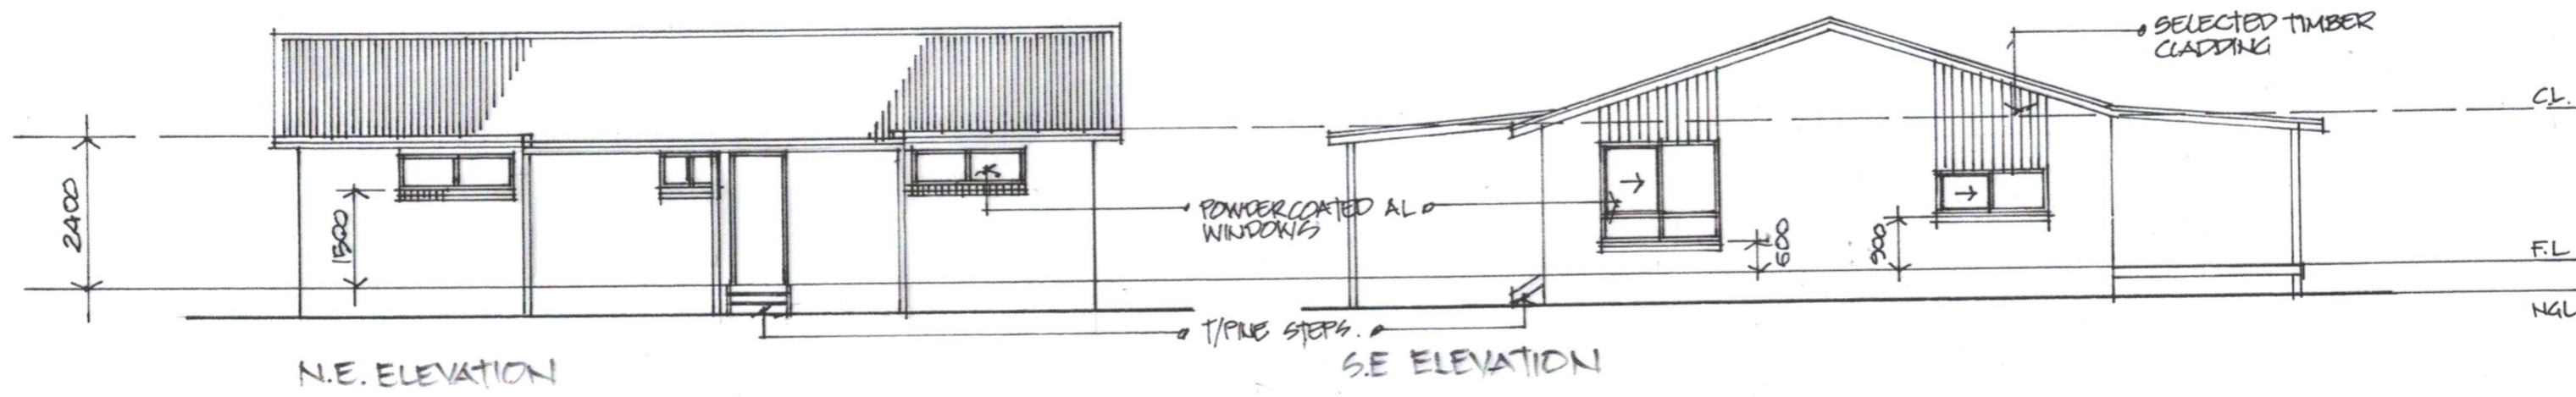 SELECTED TIMBER
CLADDING
C.L.
2400
1500
POWDERCOATED AL
WINDOWS
600
900
F.L
NGL
T/PINE STEPS.
N.E. ELEVATION
S.E ELEVATION